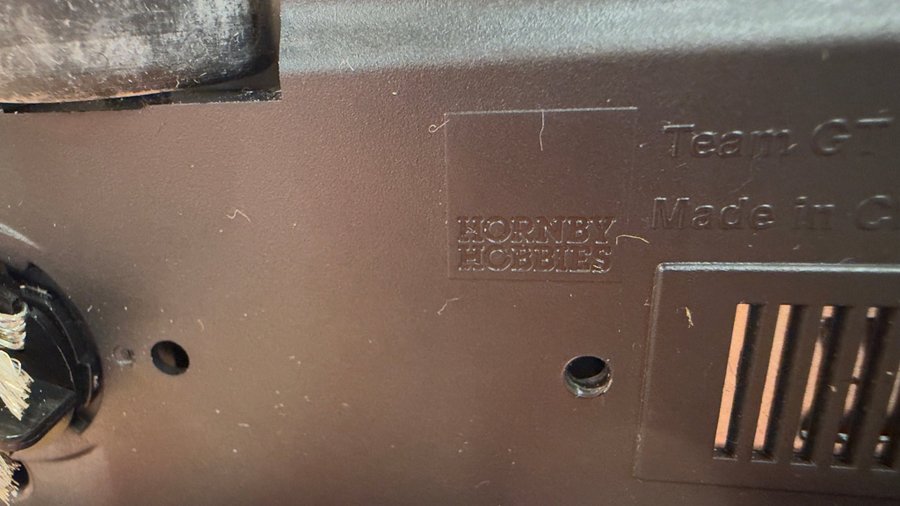 HORNBY
HOBBIES
Team GT
Made in C